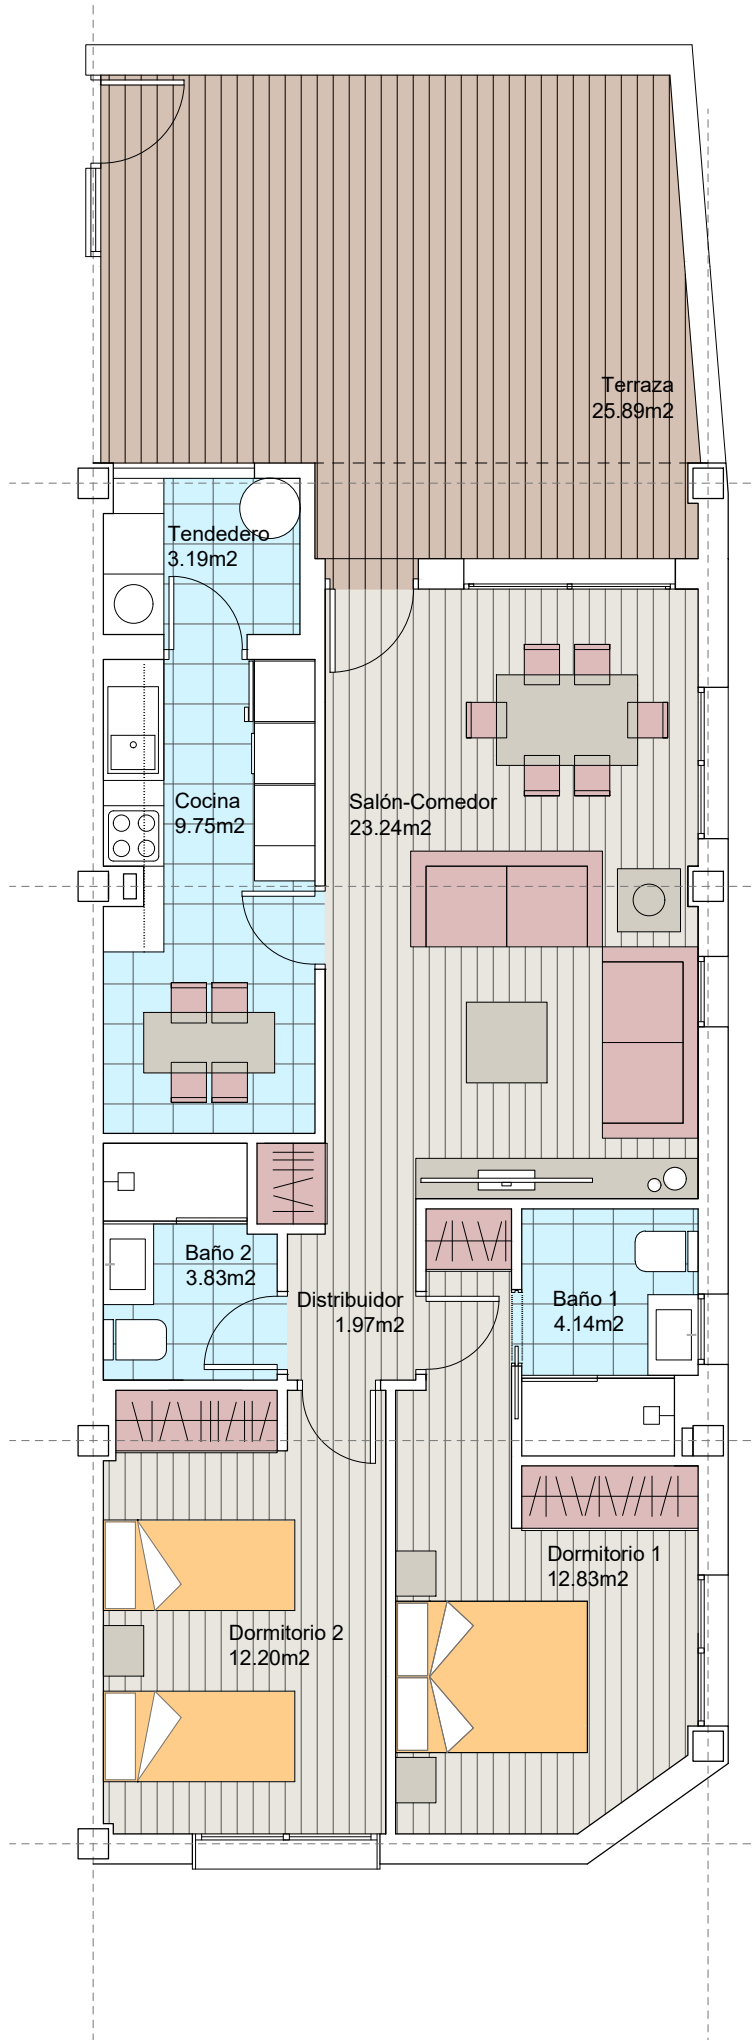 Terraza
25.89m2
Tendedero
3.19m2
Cocina
9.75m2
Salón-Comedor
23.24m2
Baño 2
3.83m2
Distribuidor
1.97m2
Baño 1
4.14m2
Dormitorio 1
12.83m2
Dormitorio 2
12.20m2